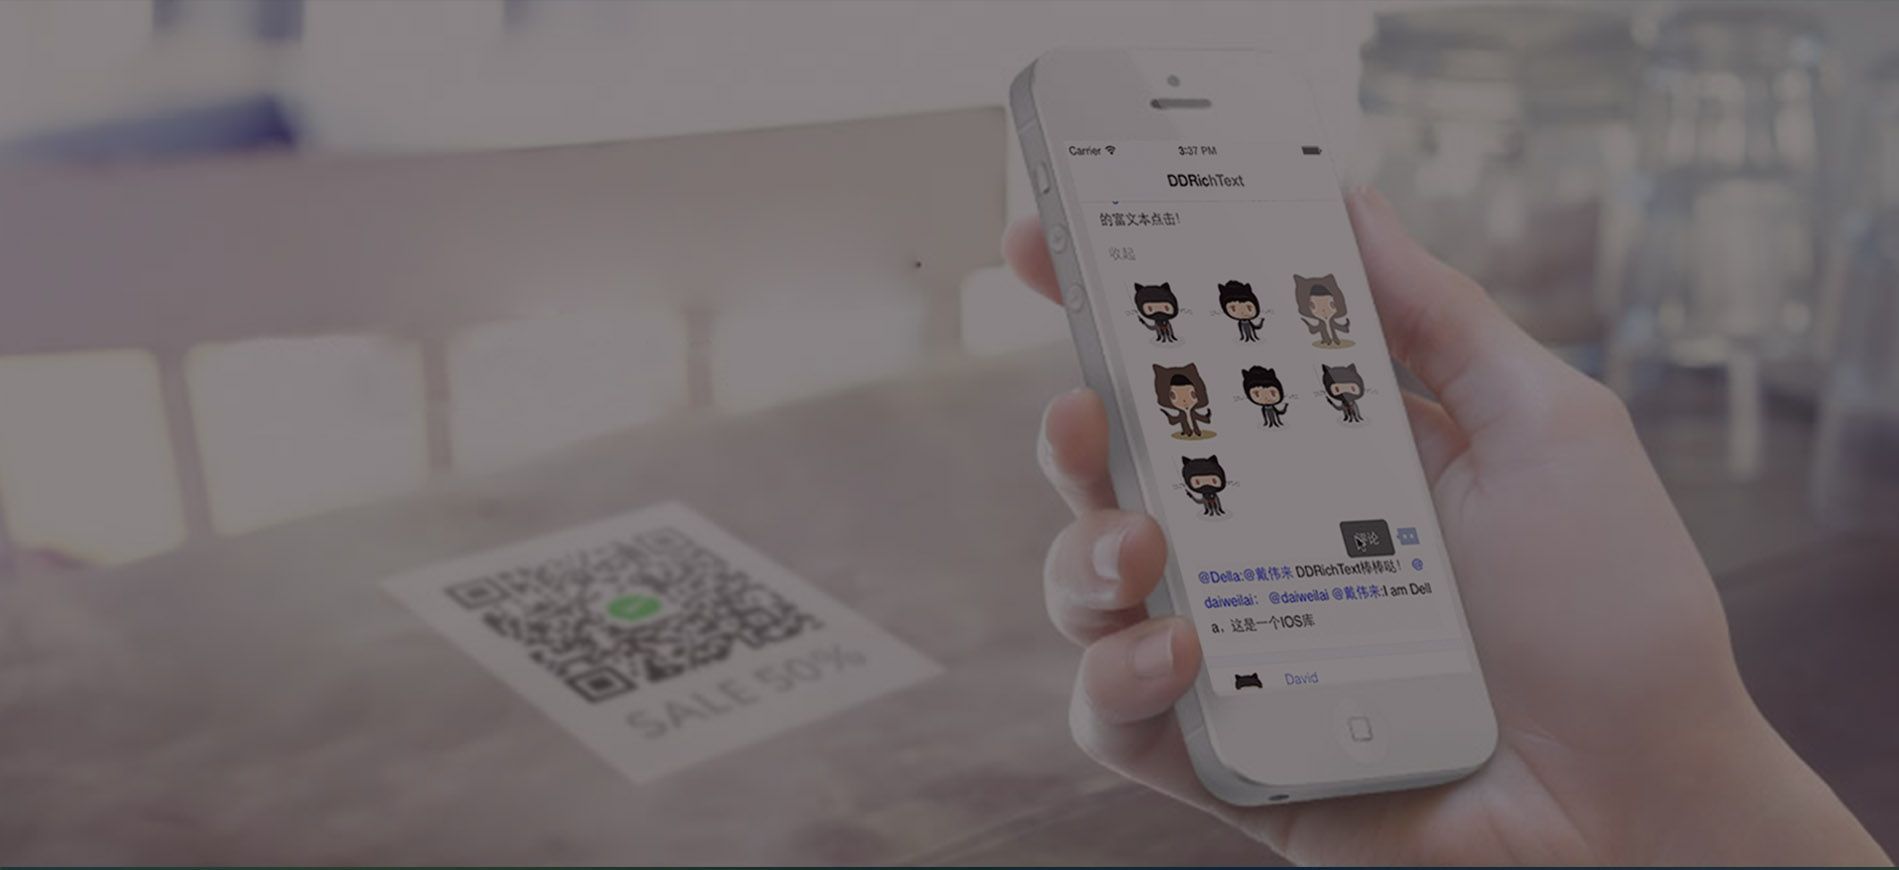 Carrier 3:37 PM
DDRichText
的富文本点击!
收起
评论
@Della:@戴伟来 DDRichText棒棒哒! @
daiweilai: @daiweilai @戴伟来:I am Dell
a, 这是一个IOS库
David
SALE 50%